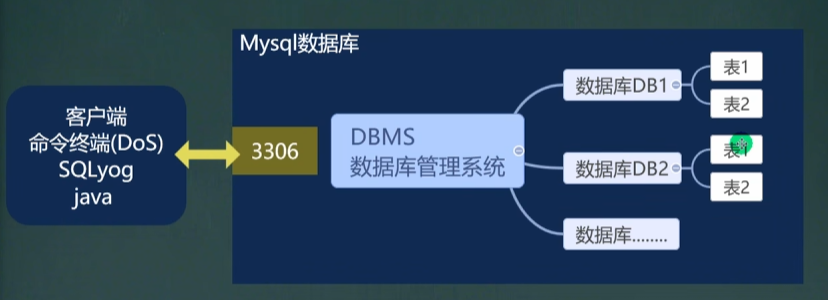 Mysql数据库
客户端
命令终端(DoS)
SQLyog
java
3306
DBMS
数据库管理系统
数据库DB1
表1
表2
数据库DB2
表1
表2
数据库........